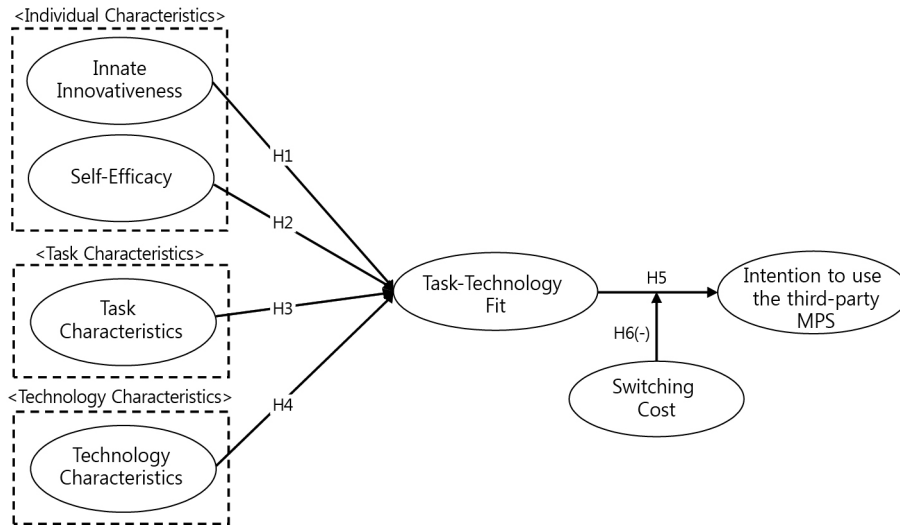 <Individual Characteristics>
Innate
Innovativeness
H1
Self-Efficacy
H2
<Task Characteristics>
Task
Characteristics
H3
<Technology Characteristics>
H4
Technology
Characteristics
Task-Technology
Fit
H5
H6(-)
Switching
Cost
Intention to use
the third-party
MPS